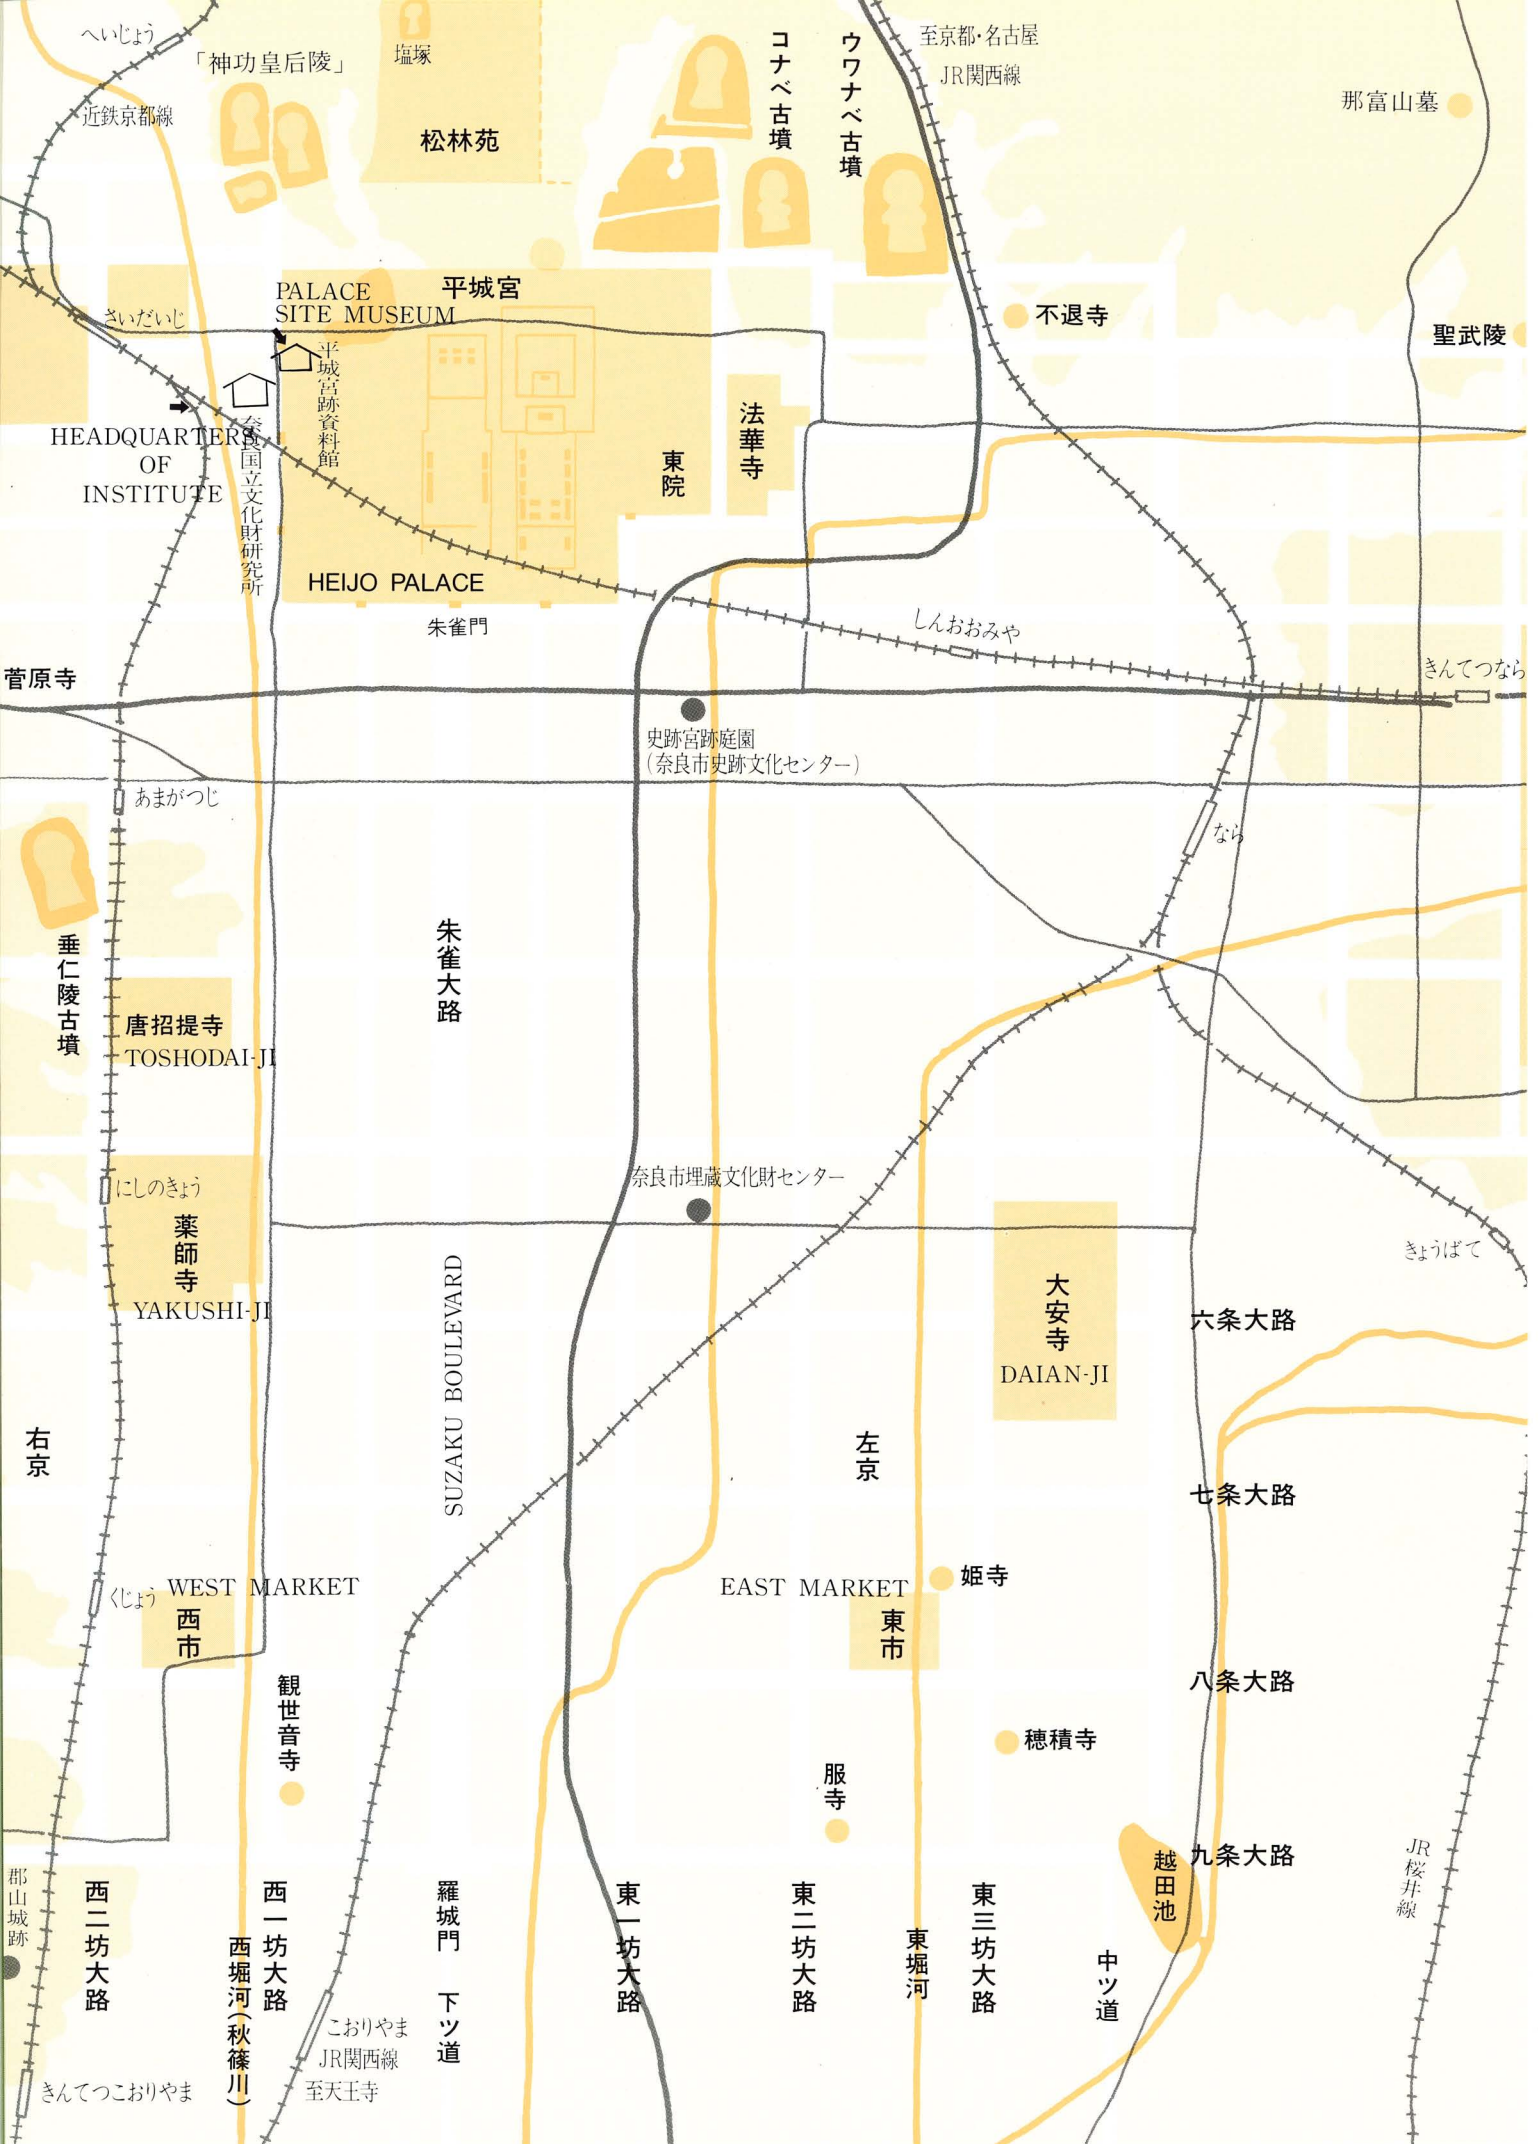 へいじょう
「神功皇后陵」
塩塚
近鉄京都線
松林苑
コナベ古墳
ウワナベ古墳
至京都・名古屋
JR関西線
那富山墓
PALACE
SITE MUSEUM
平城宮
さいだいじ
平城宮跡資料館
不退寺
聖武陵
HEADQUARTERS
OF
INSTITUTE
奈良国立文化財研究所
東院
法華寺
HEIJO PALACE
朱雀門
しんおおみや
きんてつなら
菅原寺
史跡宮跡庭園
(奈良市史跡文化センター)
あまがつじ
なら
垂仁陵古墳
朱雀大路
唐招提寺
TOSHODAI-JI
にしのきょう
薬師寺
YAKUSHI-JI
奈良市埋蔵文化財センター
きょうばて
SUZAKU BOULEVARD
大安寺
DAIAN-JI
六条大路
右京
左京
七条大路
くじょう
WEST MARKET
西市
EAST MARKET
東市
姫寺
八条大路
観世音寺
穂積寺
服寺
越田池
九条大路
JR桜井線
郡山城跡
西二坊大路
西堀河(秋篠川)
西一坊大路
羅城門 下ツ道
東一坊大路
東二坊大路
東堀河
東三坊大路
中ツ道
こおりやま
JR関西線
至天王寺
きんてつこおりやま